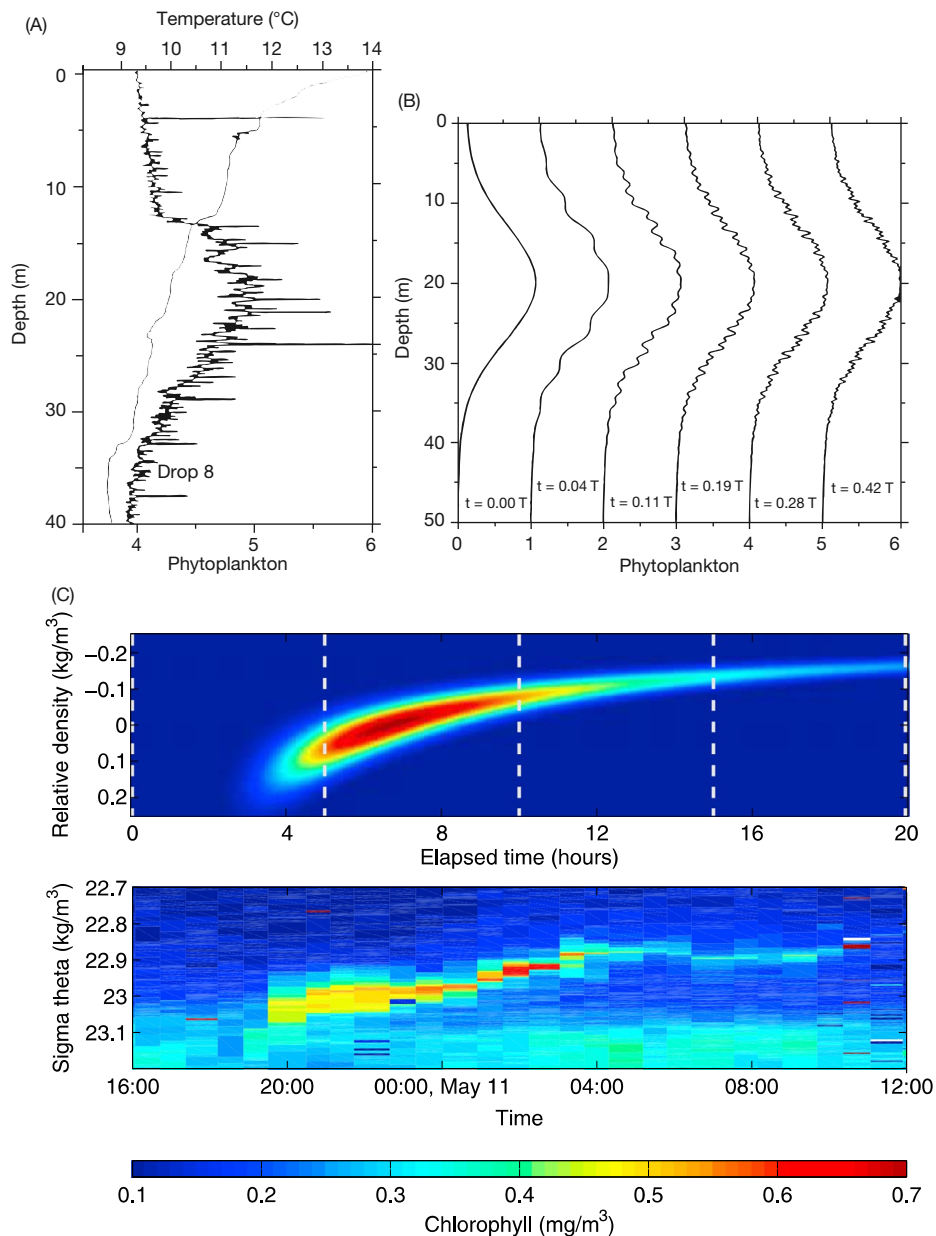 (A)
Temperature (°C)
9 10 11 12 13 14
0
10
20
30
40
Depth (m)
Drop 8
4 5 6
Phytoplankton
(B)
0
10
20
30
40
50
Depth (m)
t = 0.00 T
t = 0.04 T
t = 0.11 T
t = 0.19 T
t = 0.28 T
t = 0.42 T
0 1 2 3 4 5 6
Phytoplankton
(C)
Relative density (kg/m³)
−0.2
−0.1
0
0.1
0.2
0 4 8 12 16 20
Elapsed time (hours)
Sigma theta (kg/m³)
22.7
22.8
22.9
23
23.1
16:00 20:00 00:00, May 11 04:00 08:00 12:00
Time
0.1 0.2 0.3 0.4 0.5 0.6 0.7
Chlorophyll (mg/m³)